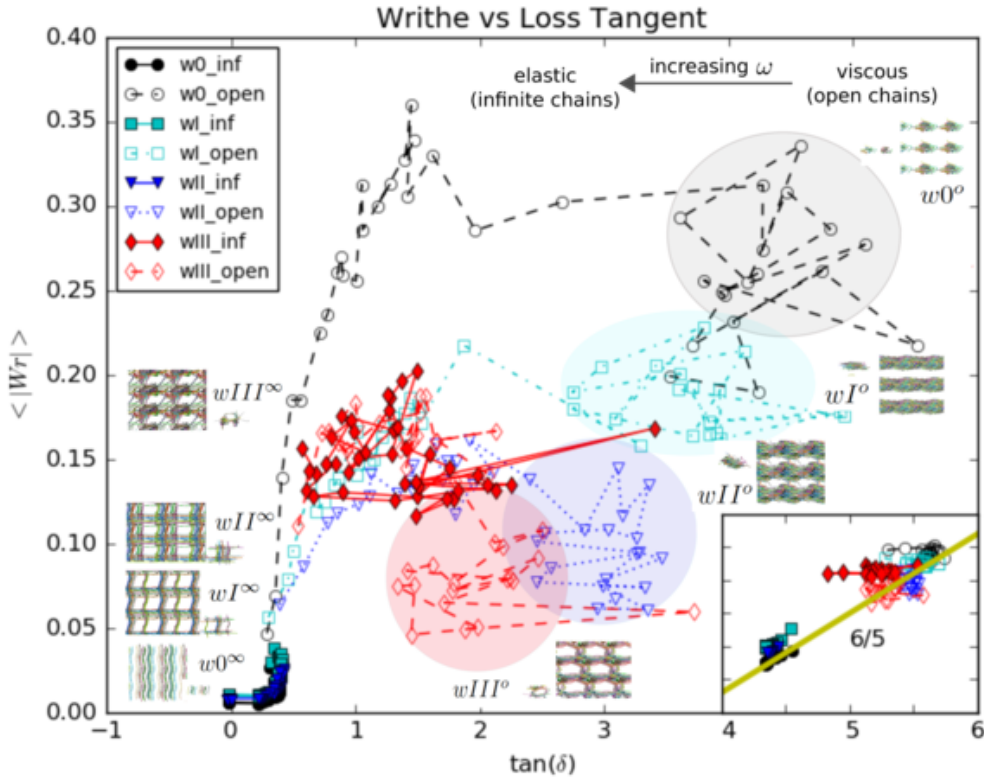 Writhe vs Loss Tangent
0.40
0.35
0.30
0.25
0.20
0.15
0.10
0.05
0.00
< |Wr| >
w0_inf
w0_open
wI_inf
wI_open
wII_inf
wII_open
wIII_inf
wIII_open
elastic
(infinite chains)
increasing ω
viscous
(open chains)
w0°
wI°
wII°
wIII°
wIII∞
wII∞
wI∞
w0∞
6/5
−1
0
1
2
3
4
5
6
tan(δ)